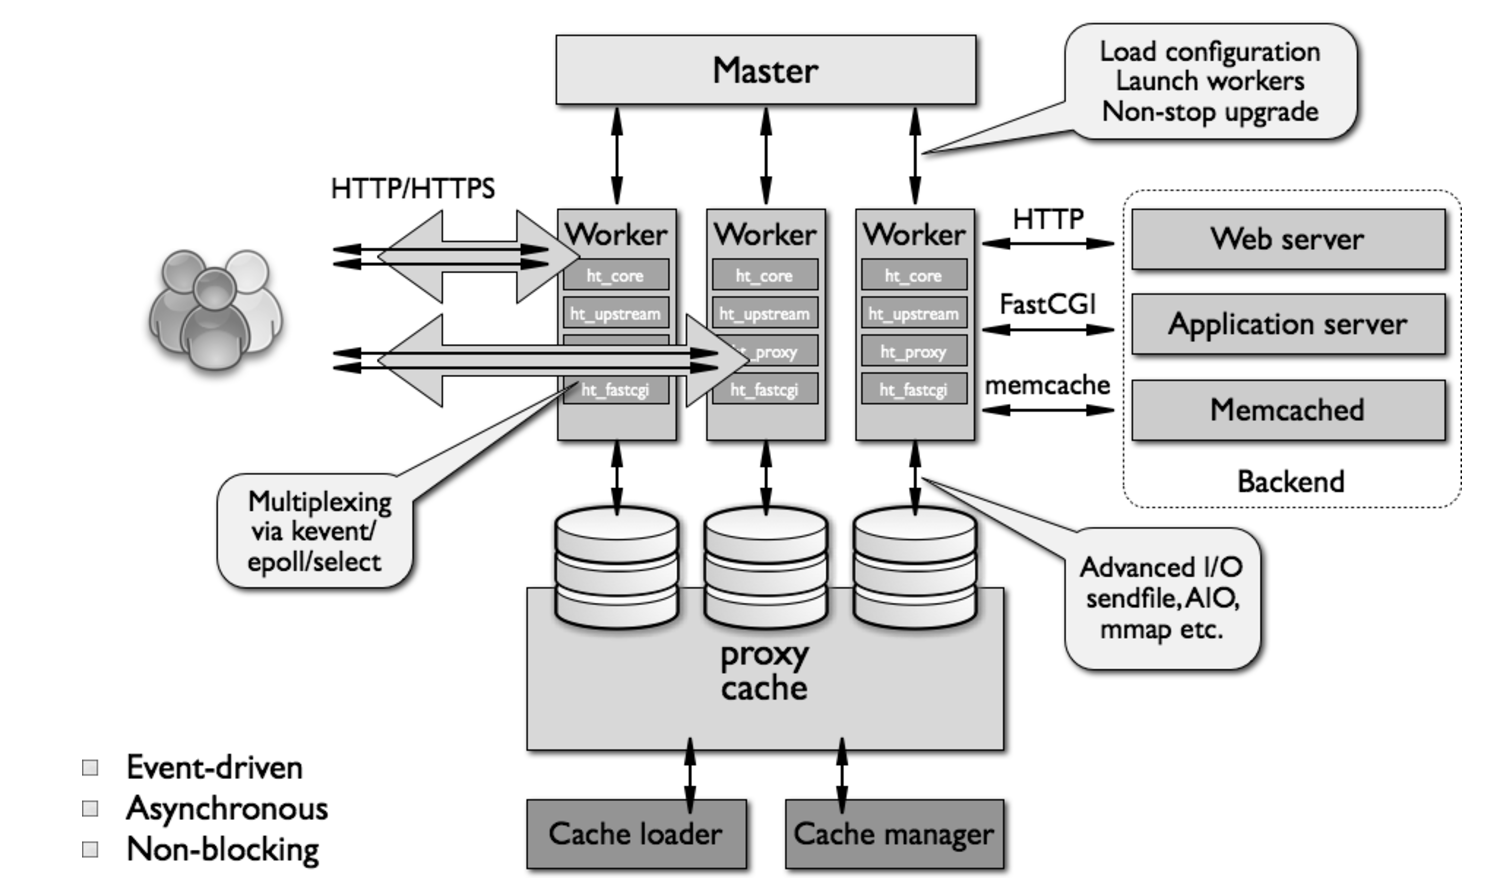 Master
Load configuration
Launch workers
Non-stop upgrade
HTTP/HTTPS
Worker
ht_core
ht_upstream
ht_fastcgi
Worker
ht_core
ht_upstream
ht_proxy
ht_fastcgi
Worker
ht_core
ht_upstream
ht_proxy
ht_fastcgi
HTTP
FastCGI
memcache
Web server
Application server
Memcached
Backend
Multiplexing
via kevent/
epoll/select
Advanced I/O
sendfile, AIO,
mmap etc.
proxy
cache
Cache loader
Cache manager
Event-driven
Asynchronous
Non-blocking